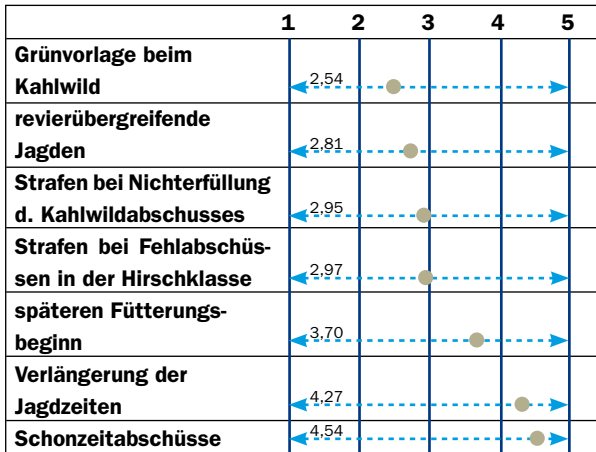 1 2 3 4 5
Grünvorlage beim
Kahlwild 2,54
revierübergreifende
Jagden 2,81
Strafen bei Nichterfüllung
d. Kahlwildabschusses 2,95
Strafen bei Fehlabschüs-
sen in der Hirschklasse 2,97
späteren Fütterungs-
beginn 3,70
Verlängerung der
Jagdzeiten 4,27
Schonzeitabschüsse 4,54